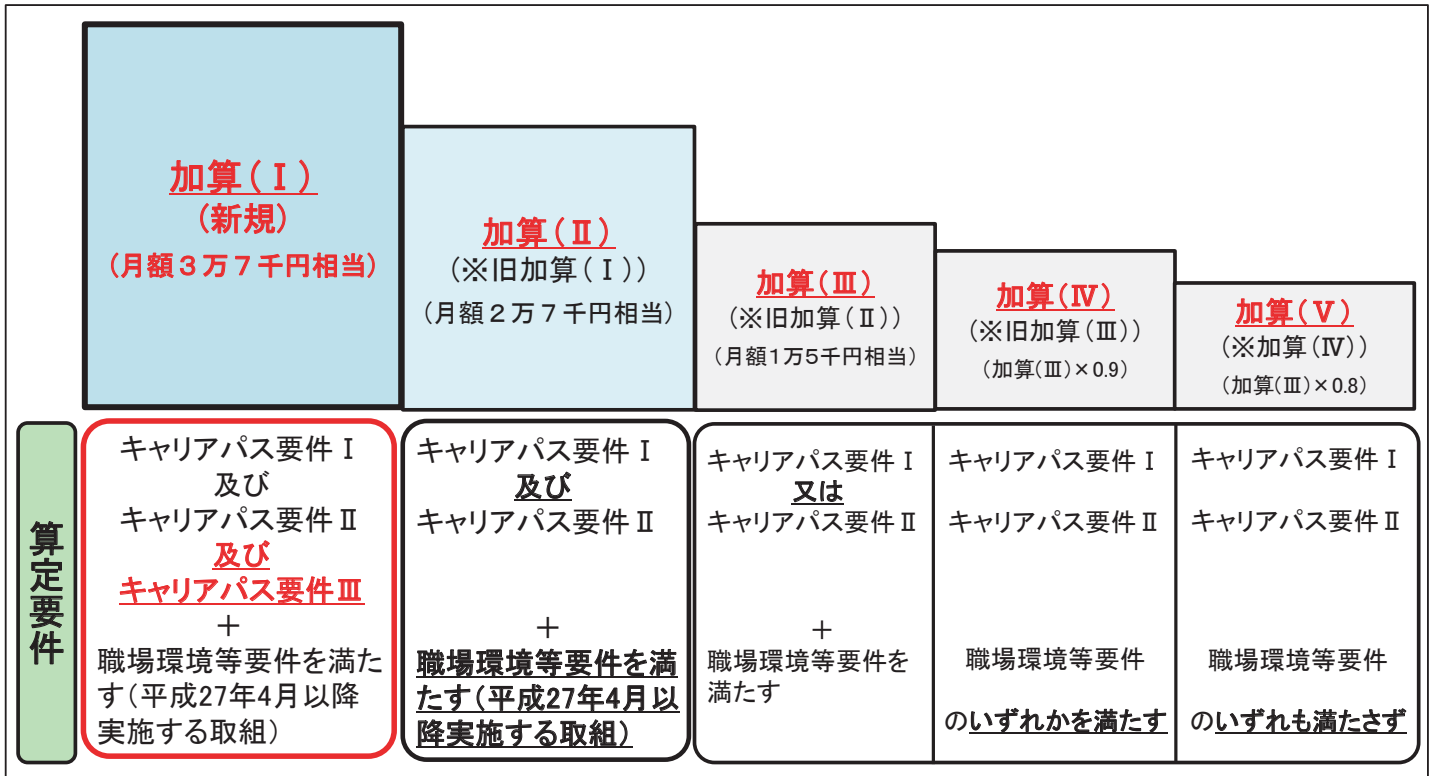 加算(Ⅰ)
(新規)
(月額3万7千円相当)
加算(Ⅱ)
(※旧加算(Ⅰ))
(月額2万7千円相当)
加算(Ⅲ)
(※旧加算(Ⅱ))
(月額1万5千円相当)
加算(Ⅳ)
(※旧加算(Ⅲ))
(加算(Ⅲ)×0.9)
加算(Ⅴ)
(※加算(Ⅳ))
(加算(Ⅲ)×0.8)
算定要件
キャリアパス要件Ⅰ
及び
キャリアパス要件Ⅱ
及び
キャリアパス要件Ⅲ
+
職場環境等要件を満た
す(平成27年4月以降
実施する取組)
キャリアパス要件Ⅰ
及び
キャリアパス要件Ⅱ
+
職場環境等要件を満
たす(平成27年4月以
降実施する取組)
キャリアパス要件Ⅰ
又は
キャリアパス要件Ⅱ
+
職場環境等要件を
満たす
キャリアパス要件Ⅰ
キャリアパス要件Ⅱ
職場環境等要件
のいずれかを満たす
キャリアパス要件Ⅰ
キャリアパス要件Ⅱ
職場環境等要件
のいずれも満たさず